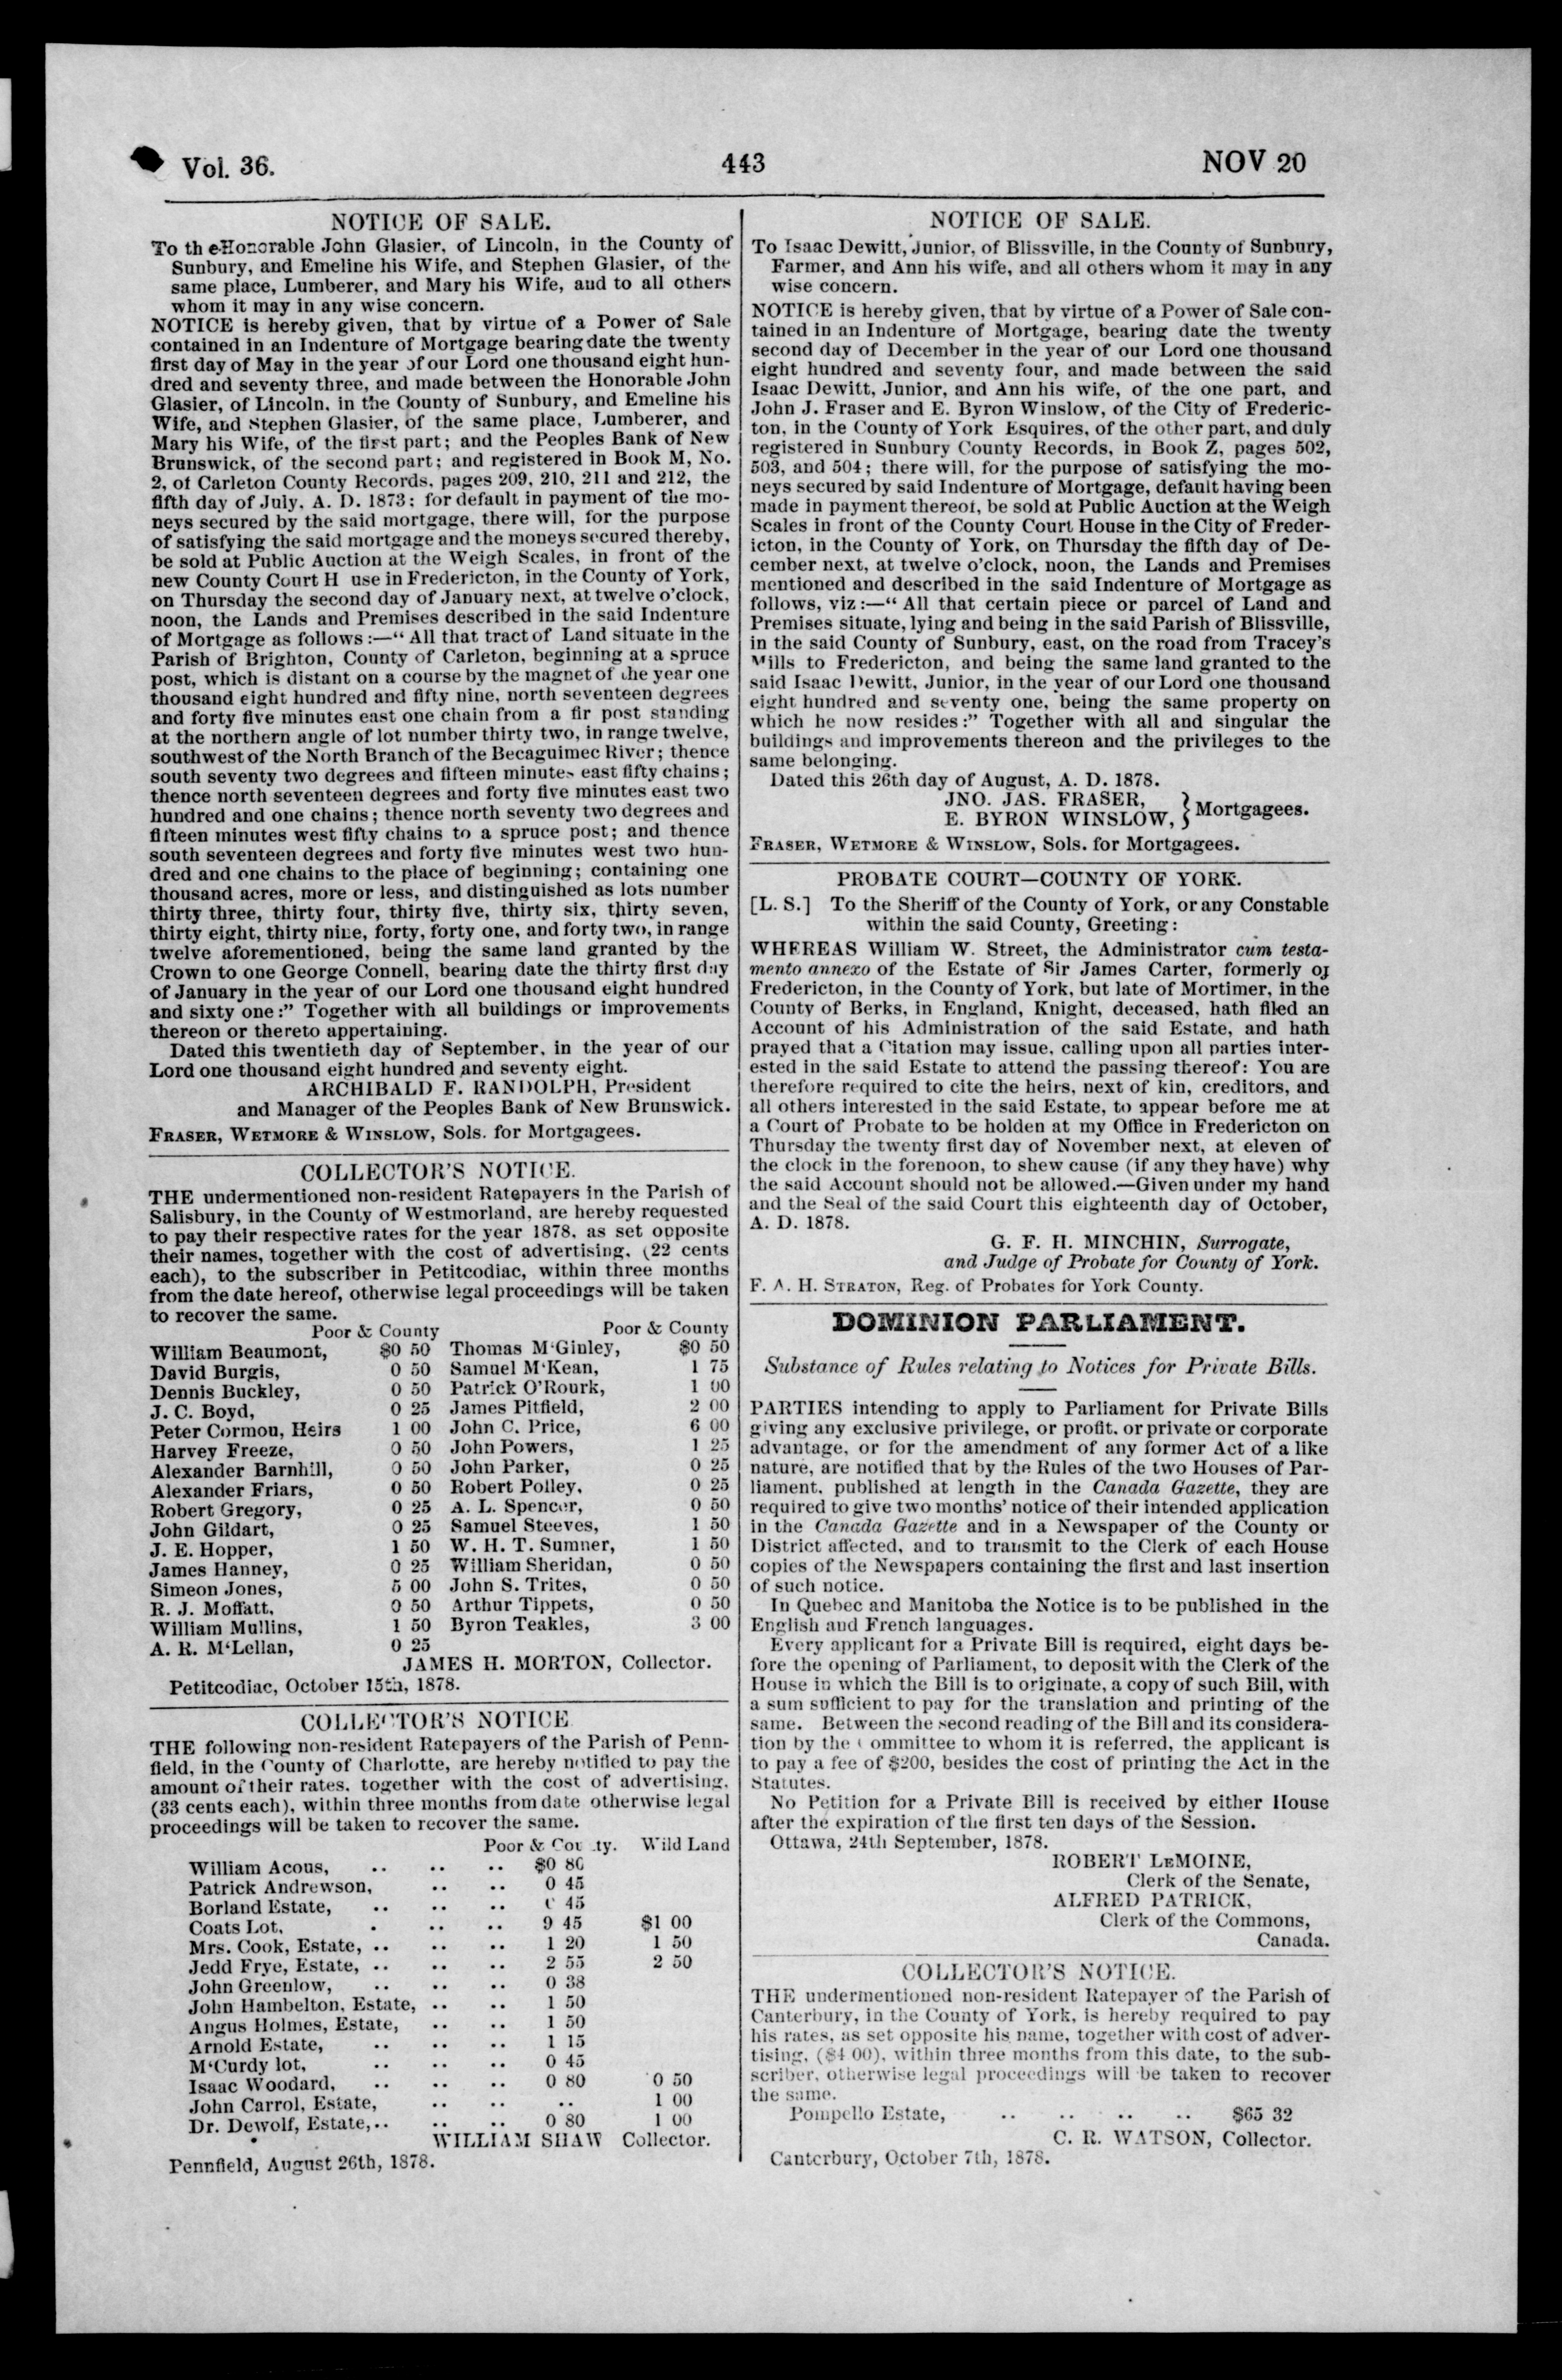 Vol. 36.
443
NOV 20
NOTICE OF SALE.
To th e Honorable John Glasier, of Lincoln, in the County of
Sunbury, and Emeline his Wife, and Stephen Glasier, of the
same place, Lumberer, and Mary his Wife, and to all others
whom it may in any wise concern.
NOTICE is hereby given, that by virtue of a Power of Sale
contained in an Indenture of Mortgage bearing date the twenty
first day of May in the year of our Lord one thousand eight hun-
dred and seventy three, and made between the Honorable John
Glasier, of Lincoln, in the County of Sunbury, and Emeline his
Wife, and Stephen Glasier, of the same place, Lumberer, and
Mary his Wife, of the first part; and the Peoples Bank of New
Brunswick, of the second part; and registered in Book M, No.
2, of Carleton County Records, pages 209, 210, 211 and 212, the
fifth day of July, A. D. 1873: for default in payment of the mo-
neys secured by the said mortgage, there will, for the purpose
of satisfying the said mortgage and the moneys secured thereby,
be sold at Public Auction at the Weigh Scales, in front of the
new County Court H use in Fredericton, in the County of York,
on Thursday the second day of January next, at twelve o'clock,
noon, the Lands and Premises described in the said Indenture
of Mortgage as follows:—"All that tract of Land situate in the
Parish of Brighton, County of Carleton, beginning at a spruce
post, which is distant on a course by the magnet of the year one
thousand eight hundred and fifty nine, north seventeen degrees
and forty five minutes east one chain from a fir post standing
at the northern angle of lot number thirty two, in range twelve,
southwest of the North Branch of the Becaguimec River; thence
south seventy two degrees and fifteen minutes east fifty chains;
thence north seventeen degrees and forty five minutes east two
hundred and one chains; thence north seventy two degrees and
fifteen minutes west fifty chains to a spruce post; and thence
south seventeen degrees and forty five minutes west two hun-
dred and one chains to the place of beginning; containing one
thousand acres, more or less, and distinguished as lots number
thirty three, thirty four, thirty five, thirty six, thirty seven,
thirty eight, thirty nine, forty, forty one, and forty two, in range
twelve aforementioned, being the same land granted by the
Crown to one George Connell, bearing date the thirty first day
of January in the year of our Lord one thousand eight hundred
and sixty one:" Together with all buildings or improvements
thereon or thereto appertaining.
Dated this twentieth day of September, in the year of our
Lord one thousand eight hundred and seventy eight.
ARCHIBALD F. RANDOLPH, President
and Manager of the Peoples Bank of New Brunswick.
FRASER, WETMORE & WINSLOW, Sols. for Mortgagees.
COLLECTOR'S NOTICE.
THE undermentioned non-resident Ratepayers in the Parish of
Salisbury, in the County of Westmorland, are hereby requested
to pay their respective rates for the year 1878, as set opposite
their names, together with the cost of advertising, (22 cents
each), to the subscriber in Petitcodiac, within three months
from the date hereof, otherwise legal proceedings will be taken
to recover the same.
Poor & County Poor & County
William Beaumont, $0 50 Thomas M'Ginley, $0 50
David Burgis, 0 50 Samuel M'Kean, 1 75
Dennis Buckley, 0 50 Patrick O'Rourk, 1 00
J. C. Boyd, 0 25 James Pitfield, 2 00
Peter Cormou, Heirs 1 00 John C. Price, 6 00
Harvey Freeze, 0 50 John Powers, 1 25
Alexander Barnhill, 0 50 John Parker, 0 25
Alexander Friars, 0 50 Robert Polley, 0 25
Robert Gregory, 0 25 A. L. Spencer, 0 50
John Gildart, 0 25 Samuel Steeves, 1 50
J. E. Hopper, 1 50 W. H. T. Sumner, 1 50
James Hanney, 0 25 William Sheridan, 0 50
Simeon Jones, 5 00 John S. Trites, 0 50
R. J. Moffatt, 0 50 Arthur Tippets, 0 50
William Mullins, 1 50 Byron Teakles, 3 00
A. R. M'Lellan, 0 25
JAMES H. MORTON, Collector.
Petitcodiac, October 15th, 1878.
COLLECTOR'S NOTICE
THE following non-resident Ratepayers of the Parish of Penn-
field, in the County of Charlotte, are hereby notified to pay the
amount of their rates, together with the cost of advertising,
(33 cents each), within three months from date otherwise legal
proceedings will be taken to recover the same.
Poor & Cou ty. Wild Land
William Acous, .. .. .. $0 80
Patrick Andrewson, .. .. 0 45
Borland Estate, .. .. .. 45
Coats Lot, . .. .. 9 45 $1 00
Mrs. Cook, Estate, .. .. .. 1 20 1 50
Jedd Frye, Estate, .. .. .. 2 55 2 50
John Greenlow, .. .. .. 0 38
John Hambelton, Estate, .. .. 1 50
Angus Holmes, Estate, .. .. 1 50
Arnold Estate, .. .. .. 1 15
M'Curdy lot, .. .. .. 0 45
Isaac Woodard, .. .. .. 0 80 0 50
John Carrol, Estate, .. .. .. 1 00
Dr. Dewolf, Estate, .. .. .. 0 80 1 00
WILLIAM SHAW Collector.
Pennfield, August 26th, 1878.
NOTICE OF SALE.
To Isaac Dewitt, Junior, of Blissville, in the County of Sunbury,
Farmer, and Ann his wife, and all others whom it may in any
wise concern.
NOTICE is hereby given, that by virtue of a Power of Sale con-
tained in an Indenture of Mortgage, bearing date the twenty
second day of December in the year of our Lord one thousand
eight hundred and seventy four, and made between the said
Isaac Dewitt, Junior, and Ann his wife, of the one part, and
John J. Fraser and E. Byron Winslow, of the City of Frederic-
ton, in the County of York Esquires, of the other part, and duly
registered in Sunbury County Records, in Book Z, pages 502,
503, and 504; there will, for the purpose of satisfying the mo-
neys secured by said Indenture of Mortgage, default having been
made in payment thereof, be sold at Public Auction at the Weigh
Scales in front of the County Court House in the City of Freder-
icton, in the County of York, on Thursday the fifth day of De-
cember next, at twelve o'clock, noon, the Lands and Premises
mentioned and described in the said Indenture of Mortgage as
follows, viz:—"All that certain piece or parcel of Land and
Premises situate, lying and being in the said Parish of Blissville,
in the said County of Sunbury, east, on the road from Tracey's
Mills to Fredericton, and being the same land granted to the
said Isaac Dewitt, Junior, in the year of our Lord one thousand
eight hundred and seventy one, being the same property on
which he now resides:" Together with all and singular the
buildings and improvements thereon and the privileges to the
same belonging.
Dated this 26th day of August, A. D. 1878.
JNO. JAS. FRASER,
E. BYRON WINSLOW, } Mortgagees.
FRASER, WETMORE & WINSLOW, Sols. for Mortgagees.
PROBATE COURT—COUNTY OF YORK.
[L. S.] To the Sheriff of the County of York, or any Constable
within the said County, Greeting:
WHEREAS William W. Street, the Administrator cum testa-
mento annexo of the Estate of Sir James Carter, formerly of
Fredericton, in the County of York, but late of Mortimer, in the
County of Berks, in England, Knight, deceased, hath filed an
Account of his Administration of the said Estate, and hath
prayed that a Citation may issue, calling upon all parties inter-
ested in the said Estate to attend the passing thereof: You are
therefore required to cite the heirs, next of kin, creditors, and
all others interested in the said Estate, to appear before me at
a Court of Probate to be holden at my Office in Fredericton on
Thursday the twenty first day of November next, at eleven of
the clock in the forenoon, to shew cause (if any they have) why
the said Account should not be allowed.—Given under my hand
and the Seal of the said Court this eighteenth day of October,
A. D. 1878.
G. F. H. MINCHIN, Surrogate,
and Judge of Probate for County of York.
F. A. H. STRATON, Reg. of Probates for York County.
DOMINION PARLIAMENT.
Substance of Rules relating to Notices for Private Bills.
PARTIES intending to apply to Parliament for Private Bills
giving any exclusive privilege, or profit, or private or corporate
advantage, or for the amendment of any former Act of a like
nature, are notified that by the Rules of the two Houses of Par-
liament, published at length in the Canada Gazette, they are
required to give two months' notice of their intended application
in the Canada Gazette and in a Newspaper of the County or
District affected, and to transmit to the Clerk of each House
copies of the Newspapers containing the first and last insertion
of such notice.
In Quebec and Manitoba the Notice is to be published in the
English and French languages.
Every applicant for a Private Bill is required, eight days be-
fore the opening of Parliament, to deposit with the Clerk of the
House in which the Bill is to originate, a copy of such Bill, with
a sum sufficient to pay for the translation and printing of the
same. Between the second reading of the Bill and its considera-
tion by the Committee to whom it is referred, the applicant is
to pay a fee of $200, besides the cost of printing the Act in the
Statutes.
No Petition for a Private Bill is received by either House
after the expiration of the first ten days of the Session.
Ottawa, 24th September, 1878.
ROBERT LEMOINE,
Clerk of the Senate,
ALFRED PATRICK,
Clerk of the Commons,
Canada.
COLLECTOR'S NOTICE.
THE undermentioned non-resident Ratepayer of the Parish of
Canterbury, in the County of York, is hereby required to pay
his rates, as set opposite his name, together with cost of adver-
tising, ($4 00), within three months from this date, to the sub-
scriber, otherwise legal proceedings will be taken to recover
the same.
Pompello Estate, .. .. .. .. $65 32
C. R. WATSON, Collector.
Canterbury, October 7th, 1878.